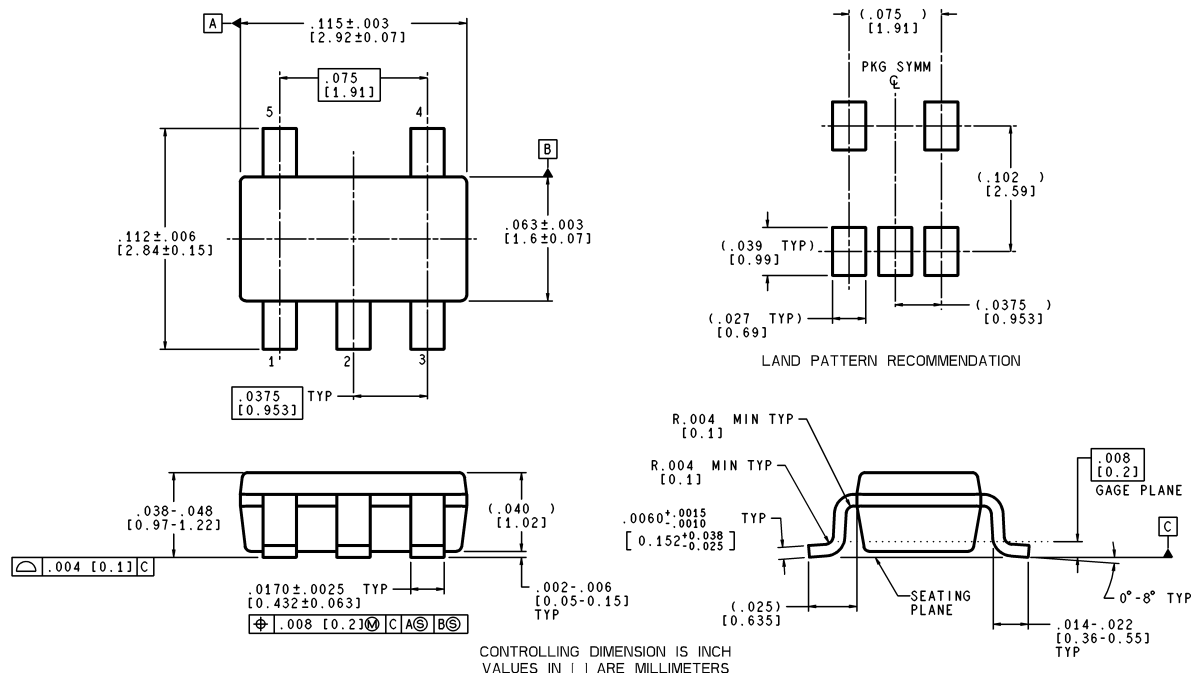 A
.115±.003
[2.92±0.07]
.075
[1.91]
5
4
B
.112±.006
[2.84±0.15]
.063±.003
[1.6±0.07]
1
2
3
.0375
[0.953]
TYP
(.075 )
[1.91]
PKG SYMM
℄
(.102 )
[2.59]
(.039 TYP)
[0.99]
(.027 TYP)
[0.69]
(.0375 )
[0.953]
LAND PATTERN RECOMMENDATION
.038-.048
[0.97-1.22]
(.040 )
[1.02]
⌓ .004 [0.1] C
.0170±.0025 TYP
[0.432±0.063]
⌖ .008 [0.2]Ⓜ C AⓈ BⓈ
.002-.006
[0.05-0.15]
TYP
R.004 MIN TYP
[0.1]
R.004 MIN TYP
[0.1]
.0060+.0015 -.0010 TYP
[0.152+0.038 -0.025]
.008
[0.2]
GAGE PLANE
C
SEATING
PLANE
(.025)
[0.635]
0°-8° TYP
.014-.022
[0.36-0.55]
TYP
CONTROLLING DIMENSION IS INCH
VALUES IN [ ] ARE MILLIMETERS